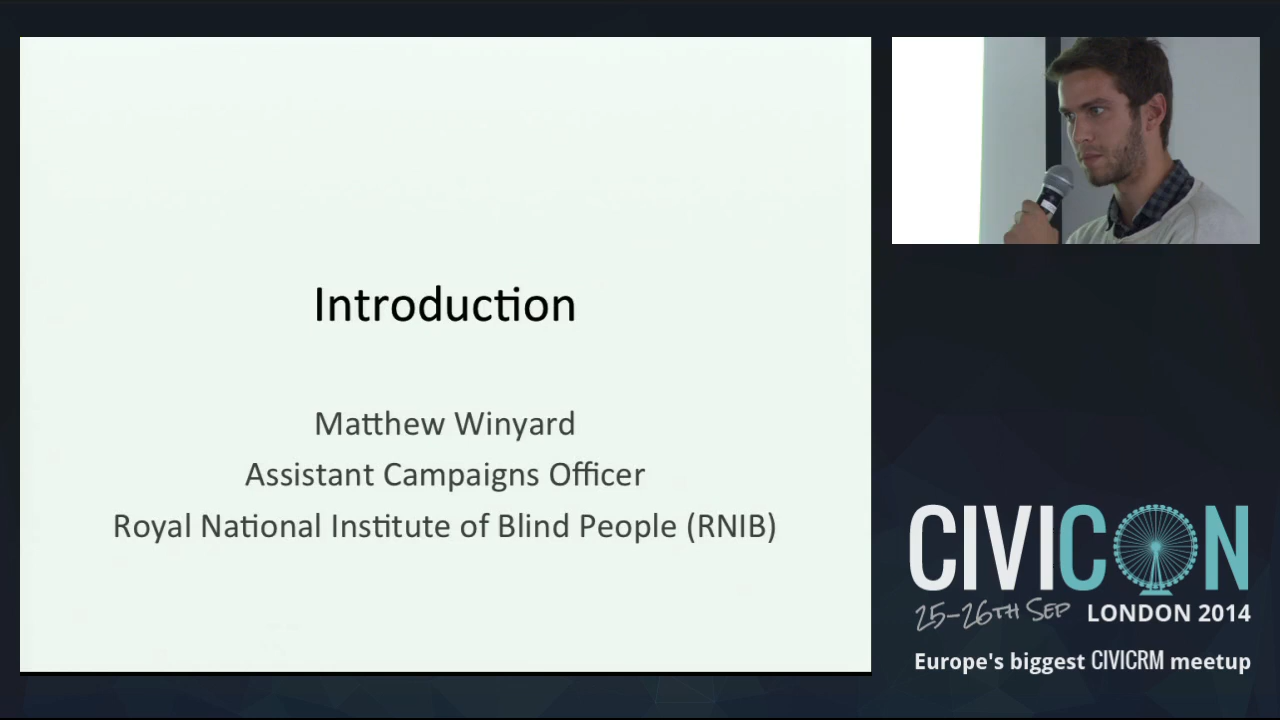 Introduction
Matthew Winyard
Assistant Campaigns Officer
Royal National Institute of Blind People (RNIB)
CIVICON
25-26TH SEP LONDON 2014
Europe's biggest CIVICRM meetup